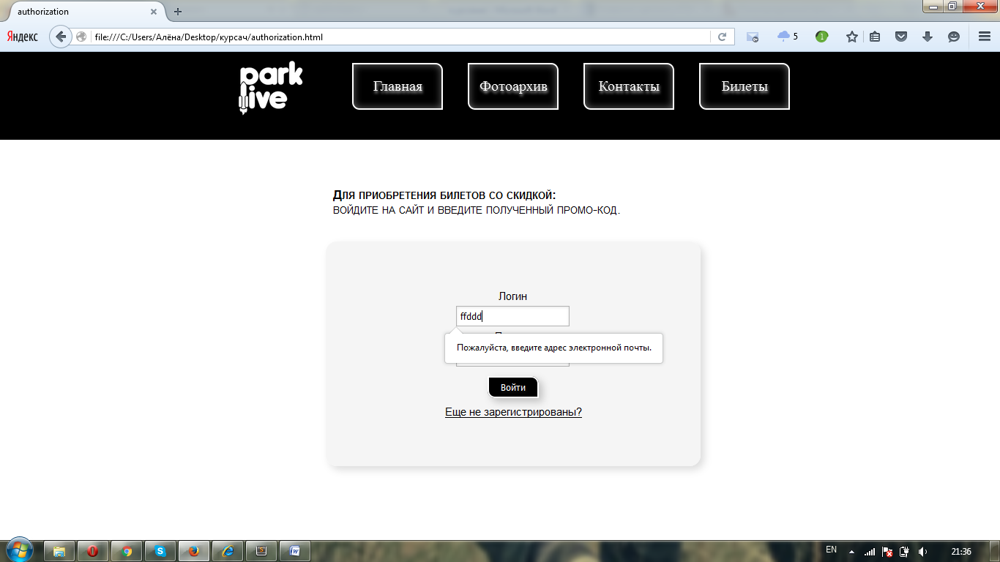 authorization
Яндекс
file:///C:/Users/Алёна/Desktop/курсач/authorization.html
5
1
park
live
Главная
Фотоархив
Контакты
Билеты
Для приобретения билетов со скидкой:
войдите на сайт и введите полученный промо-код.
Логин
ffddd
Пожалуйста, введите адрес электронной почты.
Войти
Еще не зарегистрированы?
EN
21:36